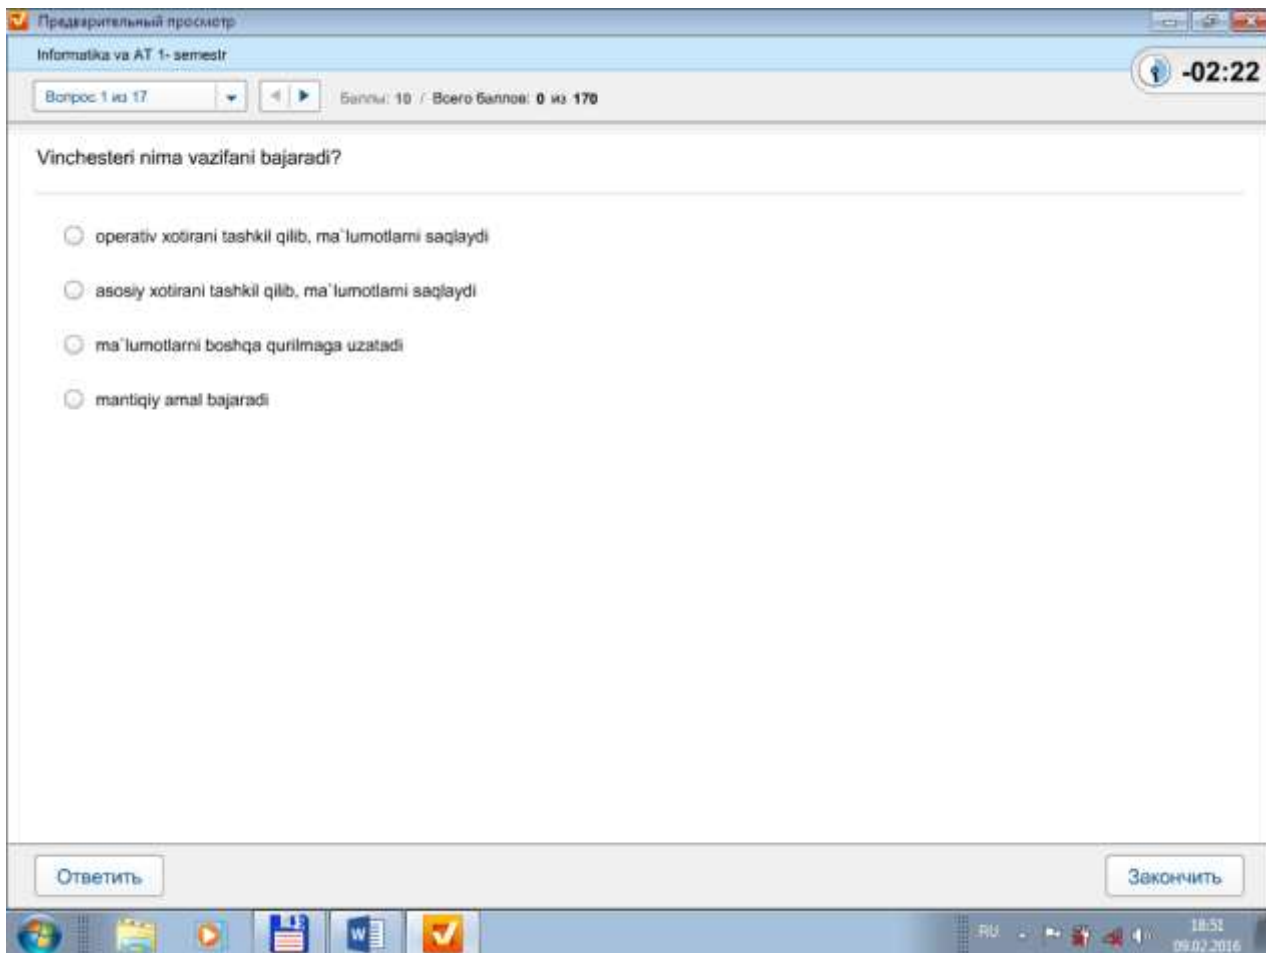 Предварительный просмотр
Informatika va AT 1- semestr
-02:22
Вопрос 1 из 17
Баллы: 10 / Всего баллов: 0 из 170
Vinchesteri nima vazifani bajaradi?
operativ xotirani tashkil qilib, ma`lumotlarni saqlaydi
asosiy xotirani tashkil qilib, ma`lumotlarni saqlaydi
ma`lumotlarni boshqa qurilmaga uzatadi
mantiqiy amal bajaradi
Ответить
Закончить
RU
18:51
09.02.2016